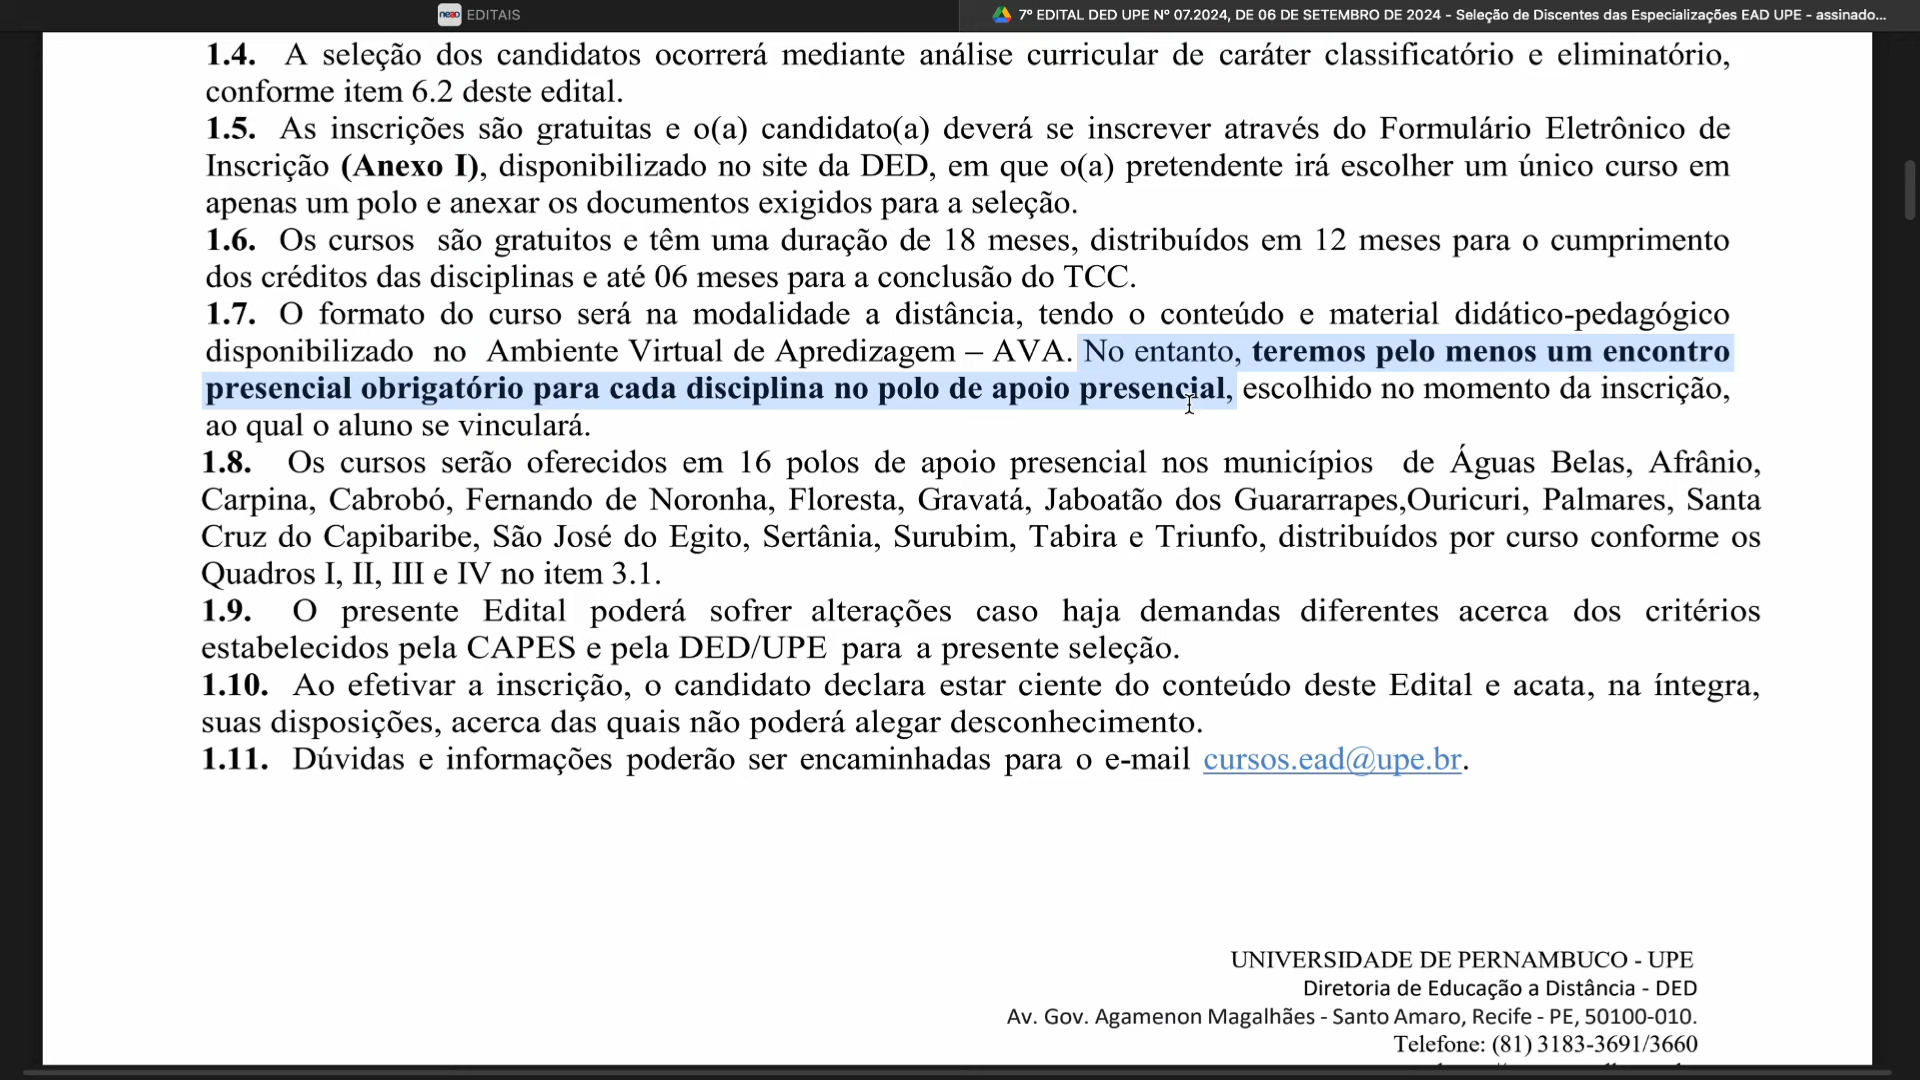 nead EDITAIS
7º EDITAL DED UPE Nº 07.2024, DE 06 DE SETEMBRO DE 2024 - Seleção de Discentes das Especializações EAD UPE - assinado...
1.4. A seleção dos candidatos ocorrerá mediante análise curricular de caráter classificatório e eliminatório,
conforme item 6.2 deste edital.
1.5. As inscrições são gratuitas e o(a) candidato(a) deverá se inscrever através do Formulário Eletrônico de
Inscrição (Anexo I), disponibilizado no site da DED, em que o(a) pretendente irá escolher um único curso em
apenas um polo e anexar os documentos exigidos para a seleção.
1.6. Os cursos são gratuitos e têm uma duração de 18 meses, distribuídos em 12 meses para o cumprimento
dos créditos das disciplinas e até 06 meses para a conclusão do TCC.
1.7. O formato do curso será na modalidade a distância, tendo o conteúdo e material didático-pedagógico
disponibilizado no Ambiente Virtual de Apredizagem – AVA. No entanto, teremos pelo menos um encontro
presencial obrigatório para cada disciplina no polo de apoio presencial, escolhido no momento da inscrição,
ao qual o aluno se vinculará.
1.8. Os cursos serão oferecidos em 16 polos de apoio presencial nos municípios de Águas Belas, Afrânio,
Carpina, Cabrobó, Fernando de Noronha, Floresta, Gravatá, Jaboatão dos Guararrapes,Ouricuri, Palmares, Santa
Cruz do Capibaribe, São José do Egito, Sertânia, Surubim, Tabira e Triunfo, distribuídos por curso conforme os
Quadros I, II, III e IV no item 3.1.
1.9. O presente Edital poderá sofrer alterações caso haja demandas diferentes acerca dos critérios
estabelecidos pela CAPES e pela DED/UPE para a presente seleção.
1.10. Ao efetivar a inscrição, o candidato declara estar ciente do conteúdo deste Edital e acata, na íntegra,
suas disposições, acerca das quais não poderá alegar desconhecimento.
1.11. Dúvidas e informações poderão ser encaminhadas para o e-mail cursos.ead@upe.br.
UNIVERSIDADE DE PERNAMBUCO - UPE
Diretoria de Educação a Distância - DED
Av. Gov. Agamenon Magalhães - Santo Amaro, Recife - PE, 50100-010.
Telefone: (81) 3183-3691/3660